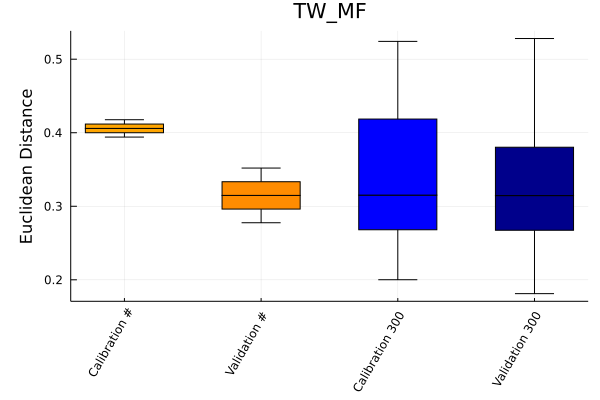 TW_MF
Euclidean Distance
0.5
0.4
0.3
0.2
Calibration #
Validation #
Calibration 300
Validation 300